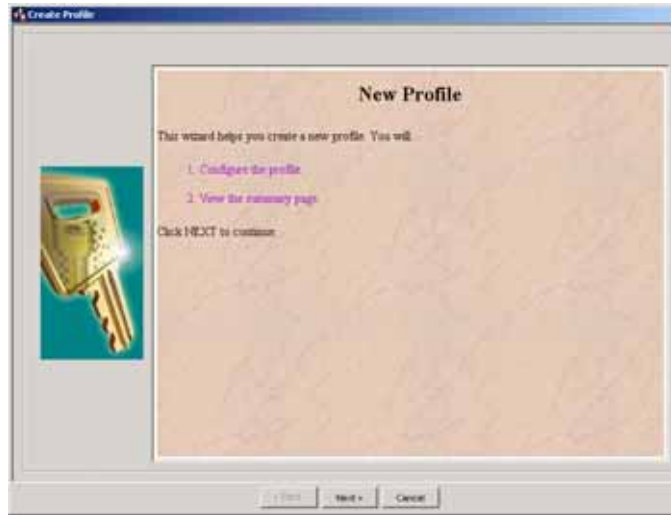 Create Profile
New Profile
This wizard helps you create a new profile. You will:
1. Configure the profile
2. View the summary page
Click NEXT to continue
Next >
Cancel